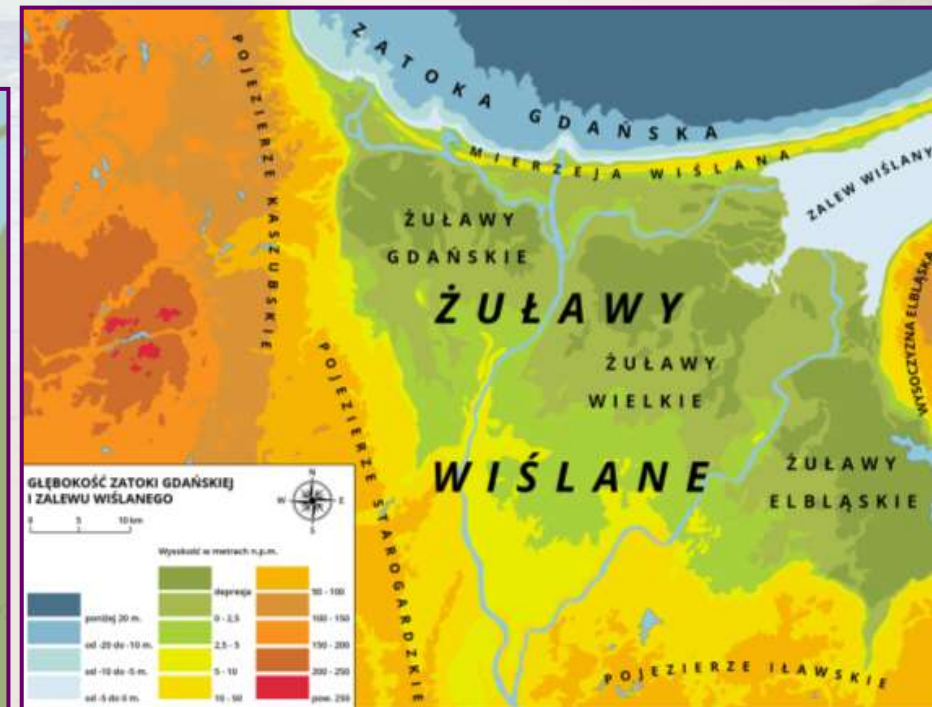 ZATOKA GDAŃSKA
POJEZIERZE KASZUBSKIE
MIERZEJA WIŚLANA
ZALEW WIŚLANY
ŻUŁAWY
GDAŃSKIE
WYSOCZYZNA ELBLĄSKA
ŻUŁAWY
ŻUŁAWY
WIELKIE
POJEZIERZE STAROGARDZKIE
WIŚLANE
ŻUŁAWY
ELBLĄSKIE
POJEZIERZE IŁAWSKIE
GŁĘBOKOŚĆ ZATOKI GDAŃSKIEJ
I ZALEWU WIŚLANEGO
N
W E
S
0 5 10 km
Wysokość w metrach n.p.m.
poniżej 20 m.
od -20 do -10 m.
od -10 do -5 m.
od -5 do 0 m.
depresja
0 - 2,5
2,5 - 5
5 - 10
10 - 50
50 - 100
100 - 150
150 - 200
200 - 250
pow. 250